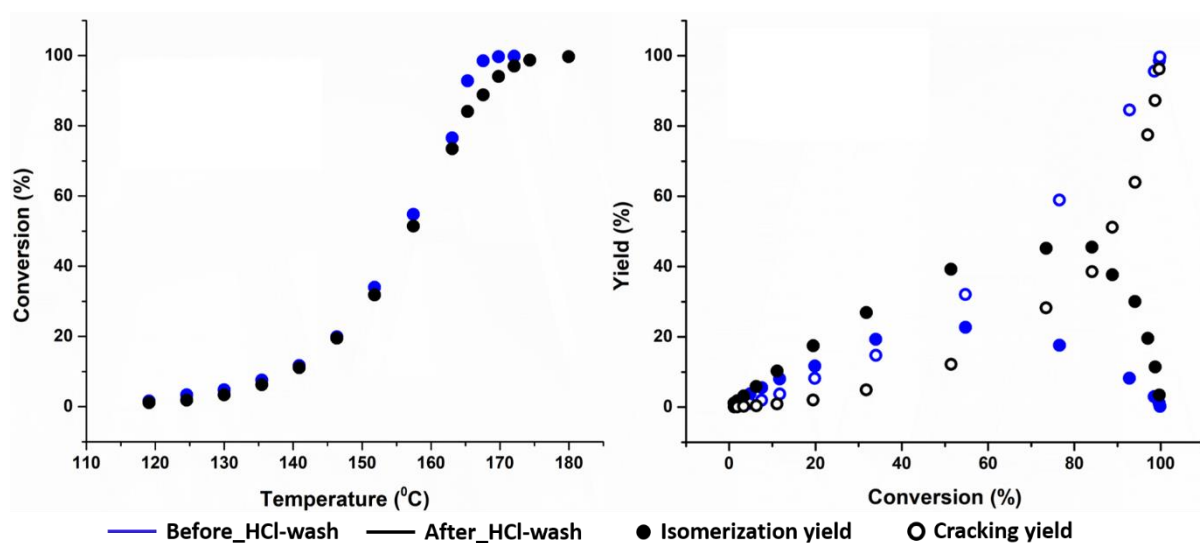 Conversion (%)
100
80
60
40
20
0
110 120 130 140 150 160 170 180
Temperature (⁰C)
Yield (%)
100
80
60
40
20
0
0 20 40 60 80 100
Conversion (%)
Before_HCl-wash After_HCl-wash Isomerization yield Cracking yield